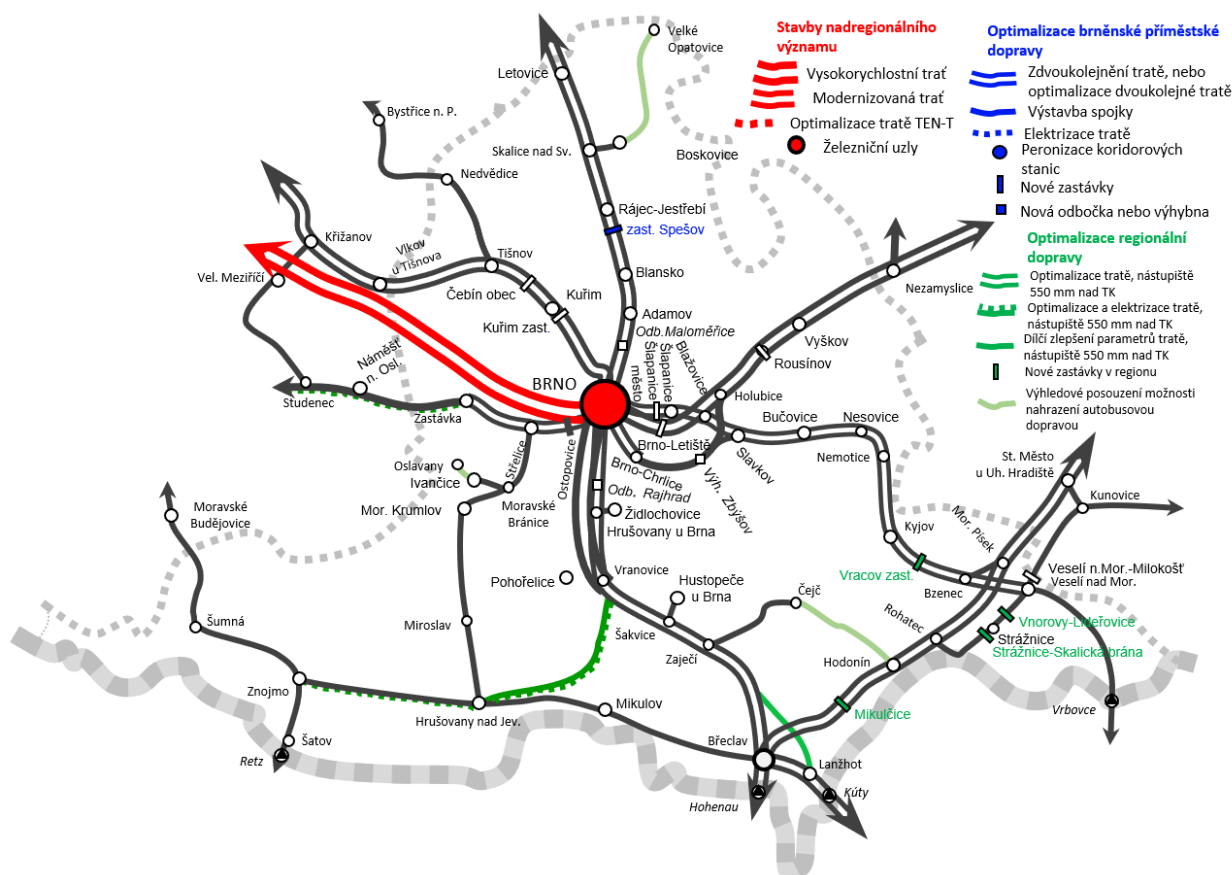 Stavby nadregionálního
významu
Vysokorychlostní trať
Modernizovaná trať
Optimalizace tratě TEN-T
Železniční uzly
Optimalizace brněnské příměstské
dopravy
Zdvoukolejnění tratě, nebo
optimalizace dvoukolejné tratě
Výstavba spojky
Elektrizace tratě
Peronizace koridorových
stanic
Nové zastávky
Nová odbočka nebo výhybna
Optimalizace regionální
dopravy
Optimalizace tratě, nástupiště
550 mm nad TK
Optimalizace a elektrizace tratě,
nástupiště 550 mm nad TK
Dílčí zlepšení parametrů tratě,
nástupiště 550 mm nad TK
Nové zastávky v regionu
Výhledové posouzení možnosti
nahrazení autobusovou
dopravou
Velké
Opatovice
Letovice
Bystřice n. P.
Skalice nad Sv.
Boskovice
Nedvědice
Rájec-Jestřebí
zast. Spešov
Křižanov
Vlkov
u Tišnova
Tišnov
Vel. Meziříčí
Čebín obec
Kuřim
Kuřim zast.
Blansko
Adamov
Odb.Maloměřice
Nezamyslice
Vyškov
Rousínov
Náměšť
n. Osl.
BRNO
Šlapanice
město
Šlapanice
Blažovice
Holubice
Studenec
Zastávka
Střelice
Ostopovice
Brno-Letiště
Brno-Chrlice
Slavkov
Bučovice
Nesovice
Nemotice
Výh. Zbýšov
Oslavany
Ivančice
Moravské
Bránice
Mor. Krumlov
Odb. Rajhrad
Židlochovice
Hrušovany u Brna
St. Město
u Uh. Hradiště
Kunovice
Moravské
Budějovice
Kyjov
Mor. Písek
Vracov zast.
Bzenec
Veselí n.Mor.-Milokošť
Veselí nad Mor.
Pohořelice
Vranovice
Hustopeče
u Brna
Čejč
Rohatec
Vnorovy-Lideřovice
Strážnice
Strážnice-Skalická brána
Šumná
Miroslav
Šakvice
Zaječí
Hodonín
Znojmo
Hrušovany nad Jev.
Mikulov
Mikulčice
Vrbovce
Šatov
Retz
Břeclav
Lanžhot
Hohenau
Kúty